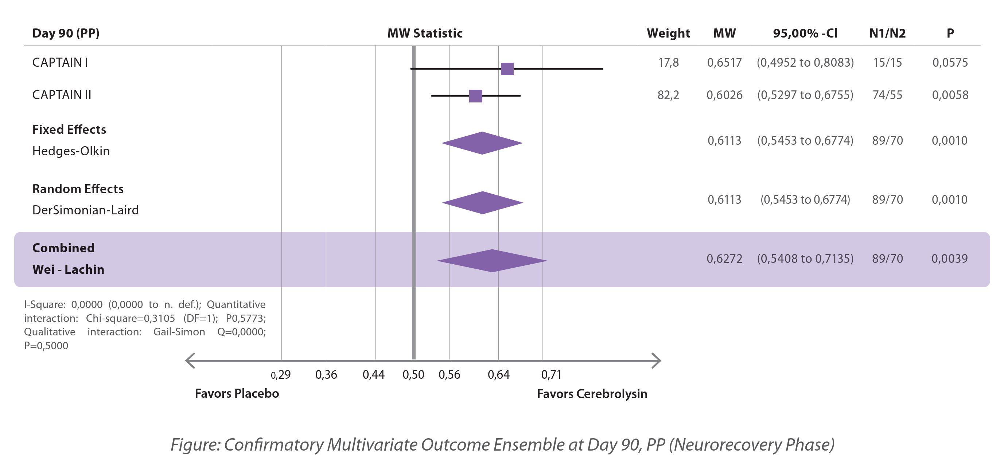 Day 90 (PP) MW Statistic Weight MW 95,00% -Cl N1/N2 P
CAPTAIN I 17,8 0,6517 (0,4952 to 0,8083) 15/15 0,0575
CAPTAIN II 82,2 0,6026 (0,5297 to 0,6755) 74/55 0,0058
Fixed Effects
Hedges-Olkin 0,6113 (0,5453 to 0,6774) 89/70 0,0010
Random Effects
DerSimonian-Laird 0,6113 (0,5453 to 0,6774) 89/70 0,0010
Combined
Wei - Lachin 0,6272 (0,5408 to 0,7135) 89/70 0,0039
I-Square: 0,0000 (0,0000 to n. def.); Quantitative
interaction: Chi-square=0,3105 (DF=1); P0,5773;
Qualitative interaction: Gail-Simon Q=0,0000;
P=0,5000
0,29 0,36 0,44 0,50 0,56 0,64 0,71
Favors Placebo Favors Cerebrolysin
Figure: Confirmatory Multivariate Outcome Ensemble at Day 90, PP (Neurorecovery Phase)